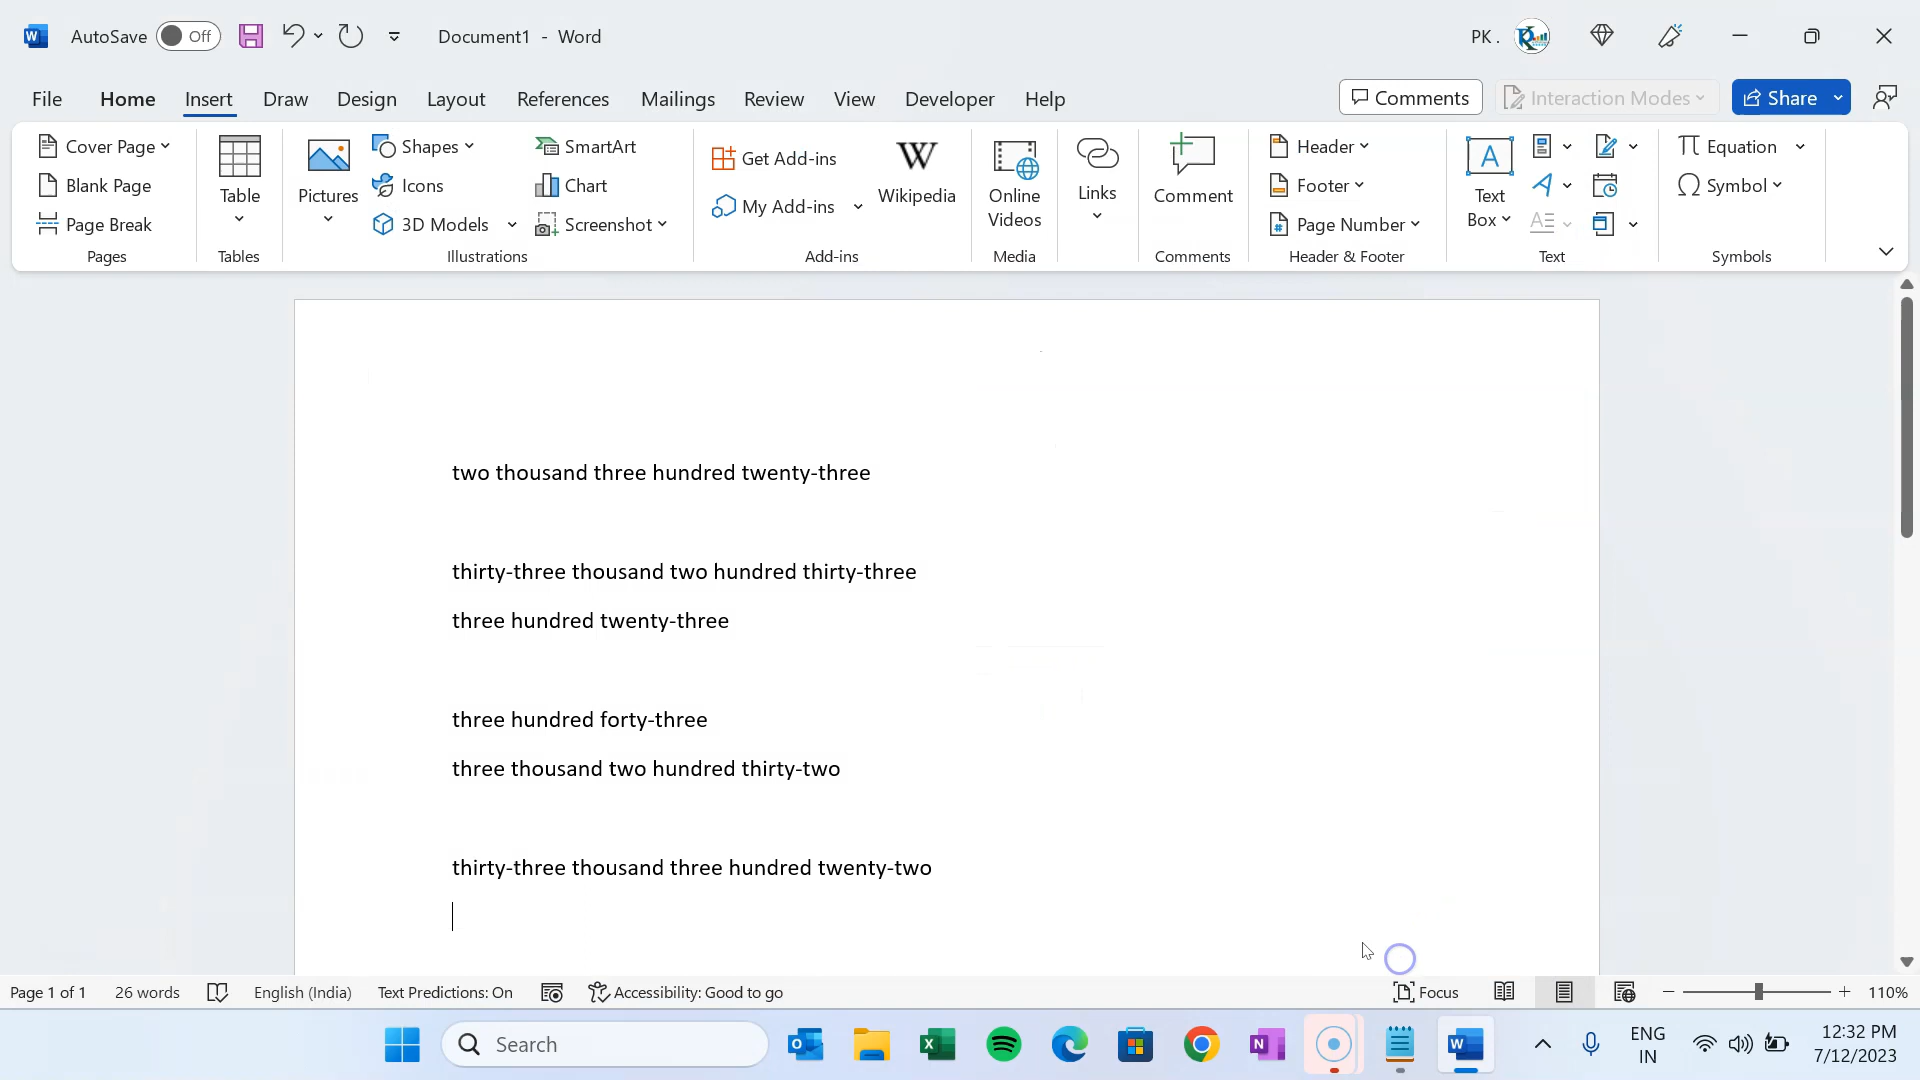 AutoSave Off Document1 - Word PK .
File Home Insert Draw Design Layout References Mailings Review View Developer Help Comments Interaction Modes Share
Cover Page
Blank Page
Page Break
Pages
Table
Tables
Pictures
Shapes
Icons
3D Models
SmartArt
Chart
Screenshot
Illustrations
Get Add-ins
My Add-ins
Wikipedia
Add-ins
Online
Videos
Media
Links
Comment
Comments
Header
Footer
Page Number
Header & Footer
Text
Box
Text
Equation
Symbol
Symbols
two thousand three hundred twenty-three
thirty-three thousand two hundred thirty-three
three hundred twenty-three
three hundred forty-three
three thousand two hundred thirty-two
thirty-three thousand three hundred twenty-two
Page 1 of 1 26 words English (India) Text Predictions: On Accessibility: Good to go Focus 110%
Search
ENG
IN
12:32 PM
7/12/2023